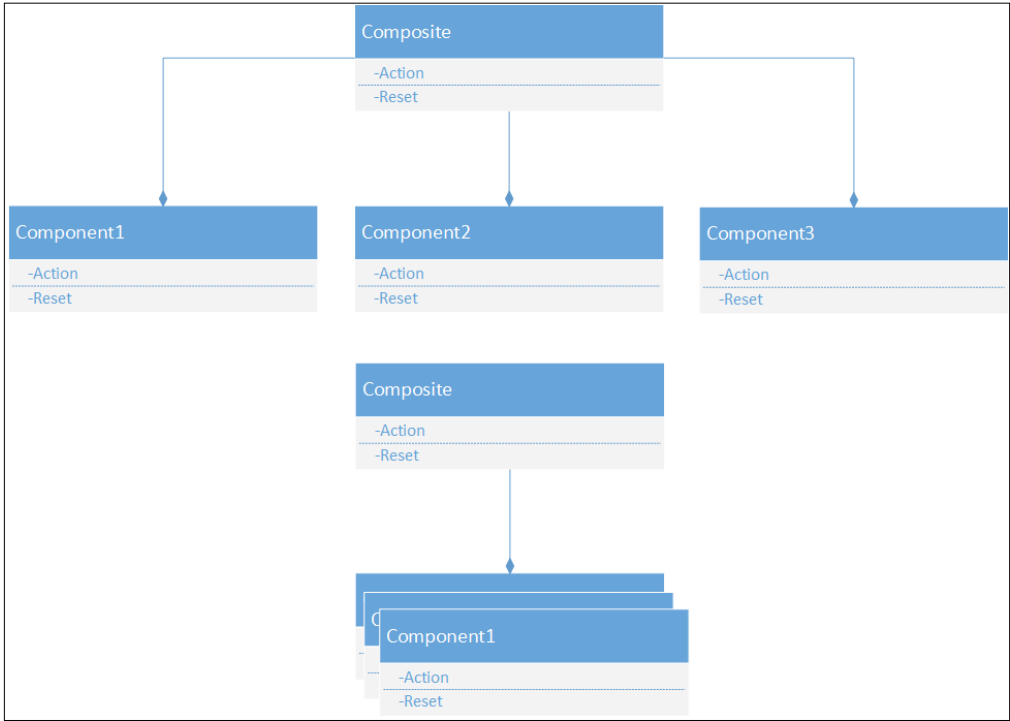 Composite
-Action
-Reset
Component1
-Action
-Reset
Component2
-Action
-Reset
Component3
-Action
-Reset
Composite
-Action
-Reset
C
Component1
-Action
-Reset